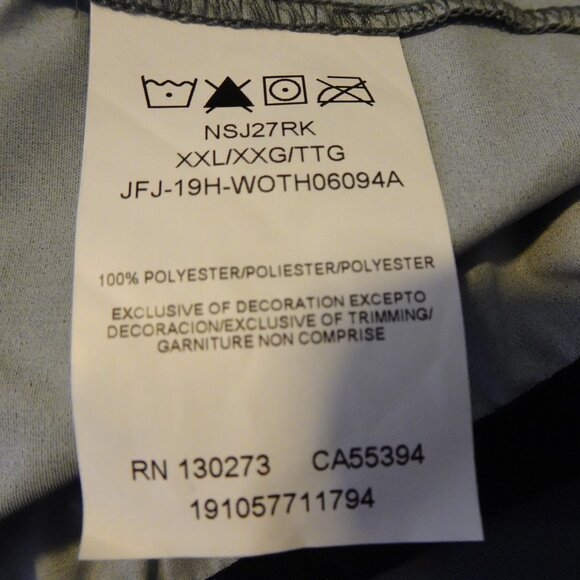 NSJ27RK
XXL/XXG/TTG
JFJ-19H-WOTH06094A
100% POLYESTER/POLIESTER/POLYESTER
EXCLUSIVE OF DECORATION EXCEPTO
DECORACION/EXCLUSIVE OF TRIMMING/
GARNITURE NON COMPRISE
RN 130273 CA55394
191057711794